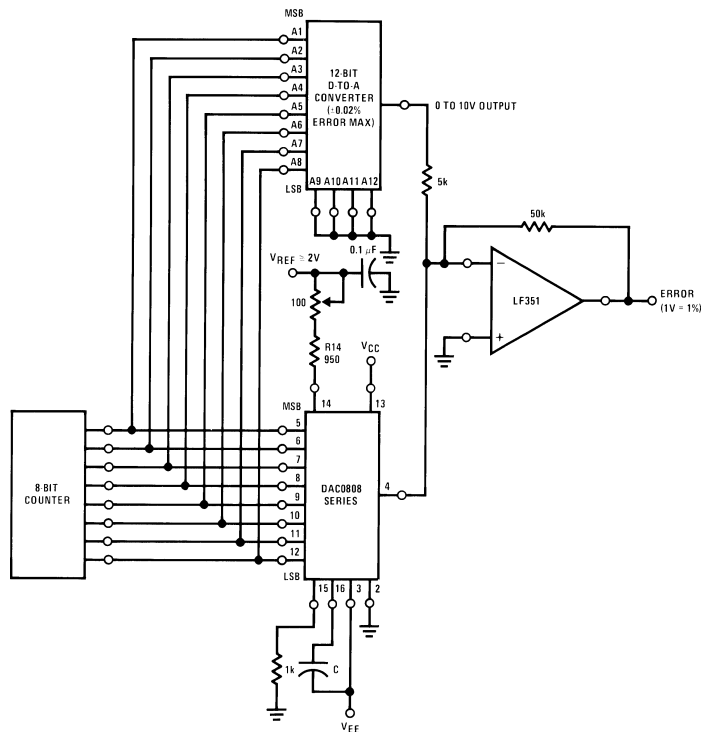 MSB
A1
A2
A3
A4
A5
A6
A7
A8
LSB
12-BIT
D-TO-A
CONVERTER
(±0.02%
ERROR MAX)
A9 A10 A11 A12
0 TO 10V OUTPUT
5k
50k
0.1 μF
VREF ≅ 2V
100
R14
950
VCC
−
+
LF351
ERROR
(1V = 1%)
MSB
14
13
5
6
7
8
9
10
11
12
LSB
8-BIT
COUNTER
DAC0808
SERIES
4
15
16
3
2
1k
C
VEE